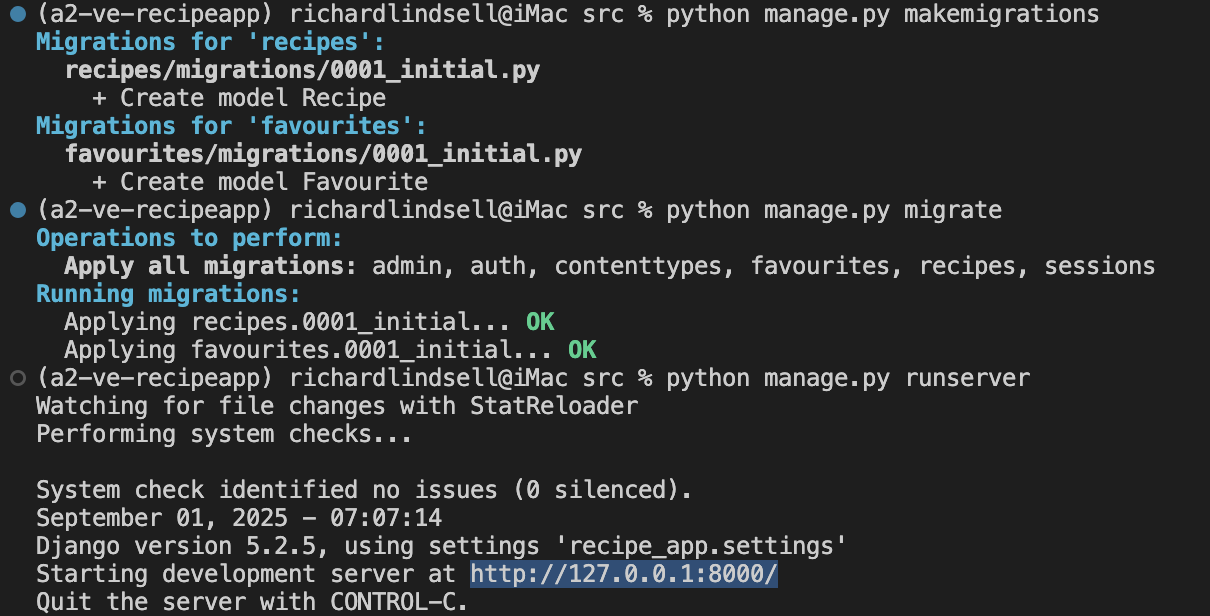 (a2-ve-recipeapp) richardlindsell@iMac src % python manage.py makemigrations
Migrations for 'recipes':
  recipes/migrations/0001_initial.py
    + Create model Recipe
Migrations for 'favourites':
  favourites/migrations/0001_initial.py
    + Create model Favourite
(a2-ve-recipeapp) richardlindsell@iMac src % python manage.py migrate
Operations to perform:
  Apply all migrations: admin, auth, contenttypes, favourites, recipes, sessions
Running migrations:
  Applying recipes.0001_initial... OK
  Applying favourites.0001_initial... OK
(a2-ve-recipeapp) richardlindsell@iMac src % python manage.py runserver
Watching for file changes with StatReloader
Performing system checks...

System check identified no issues (0 silenced).
September 01, 2025 - 07:07:14
Django version 5.2.5, using settings 'recipe_app.settings'
Starting development server at http://127.0.0.1:8000/
Quit the server with CONTROL-C.